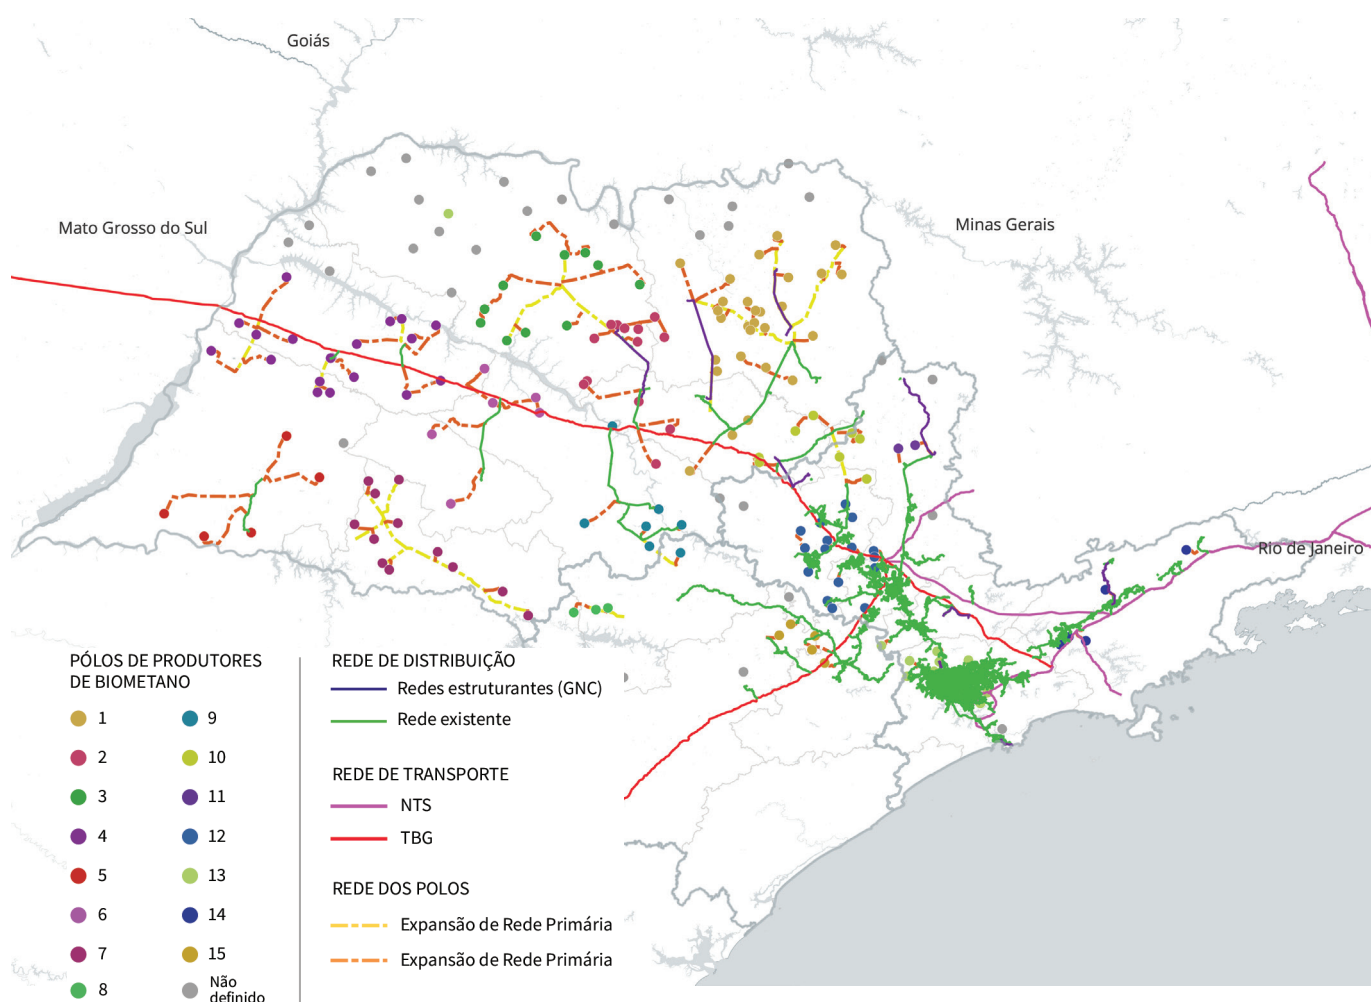 Goiás
Mato Grosso do Sul
Minas Gerais
Rio de Janeiro
PÓLOS DE PRODUTORES
DE BIOMETANO
1
2
3
4
5
6
7
8
9
10
11
12
13
14
15
Não
definido
REDE DE DISTRIBUIÇÃO
Redes estruturantes (GNC)
Rede existente
REDE DE TRANSPORTE
NTS
TBG
REDE DOS POLOS
Expansão de Rede Primária
Expansão de Rede Primária